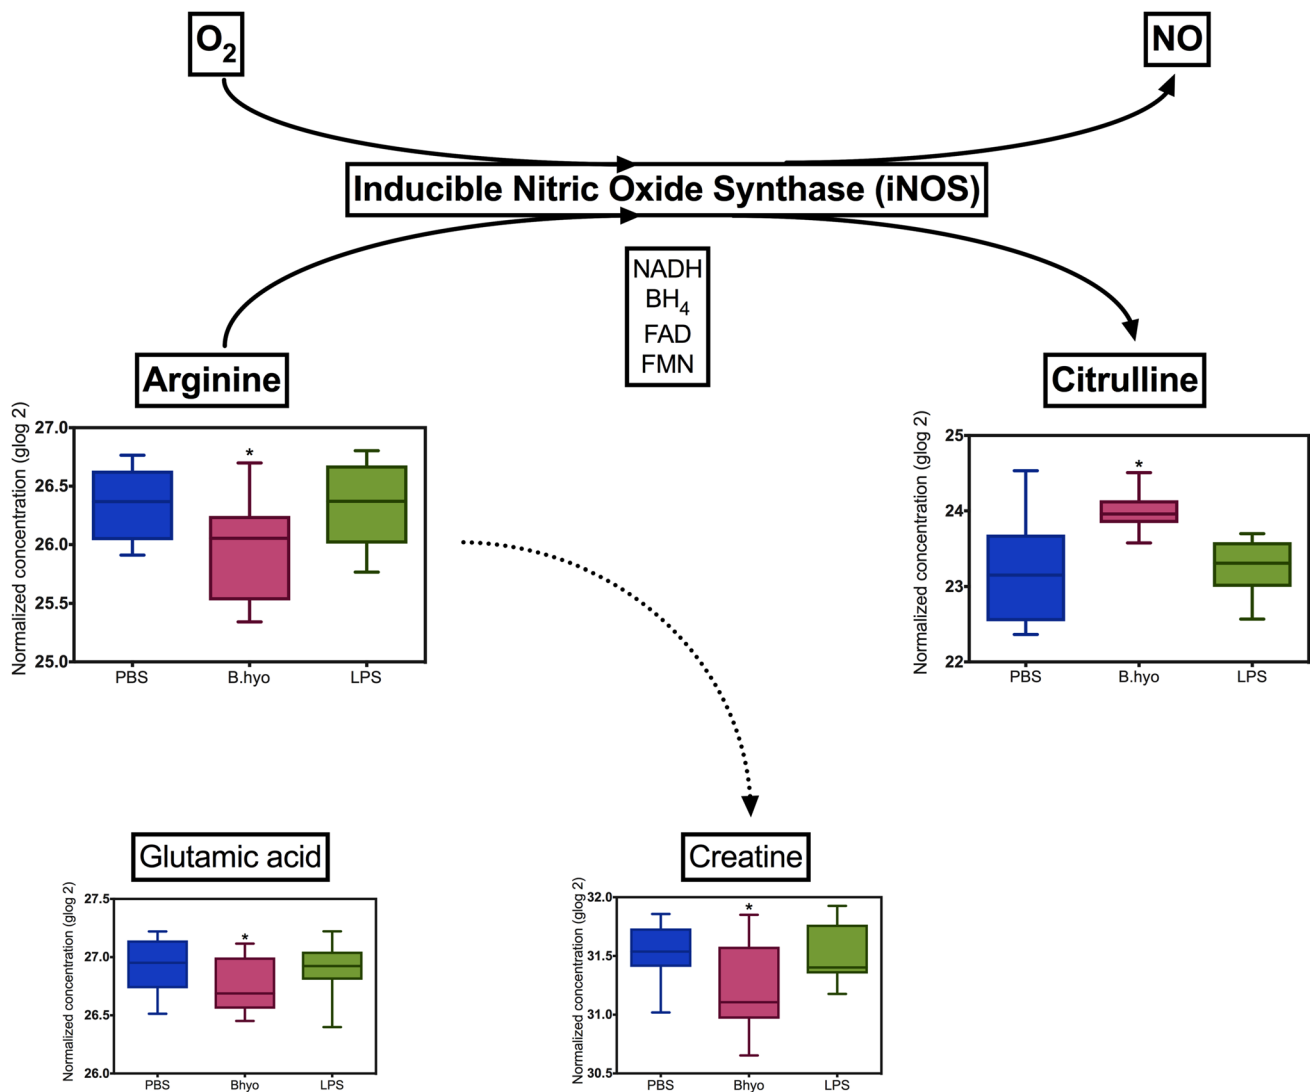 O2
NO
Inducible Nitric Oxide Synthase (iNOS)
NADH
BH4
FAD
FMN
Arginine
Normalized concentration (glog 2)
27.0
26.5
26.0
25.5
25.0
PBS
B.hyo
LPS
*
Citrulline
Normalized concentration (glog 2)
25
24
23
22
PBS
B.hyo
LPS
*
Glutamic acid
Normalized concentration (glog 2)
27.5
27.0
26.5
26.0
PBS
Bhyo
LPS
*
Creatine
Normalized concentration (glog 2)
32.0
31.5
31.0
30.5
PBS
Bhyo
LPS
*